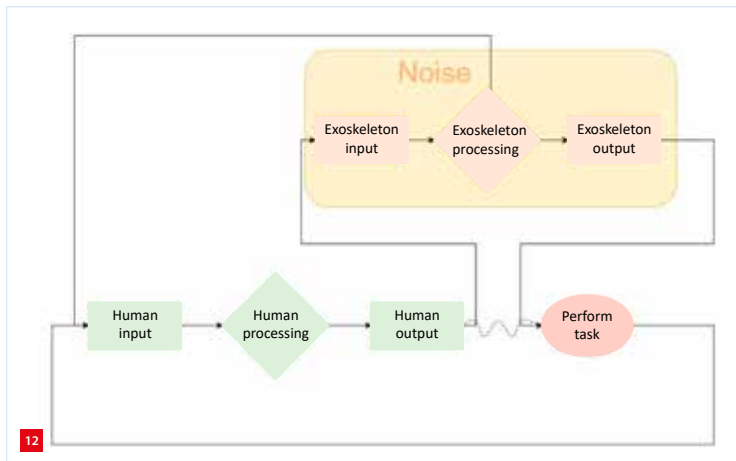 Noise
Exoskeleton
input
Exoskeleton
processing
Exoskeleton
output
Human
input
Human
processing
Human
output
Perform
task
12